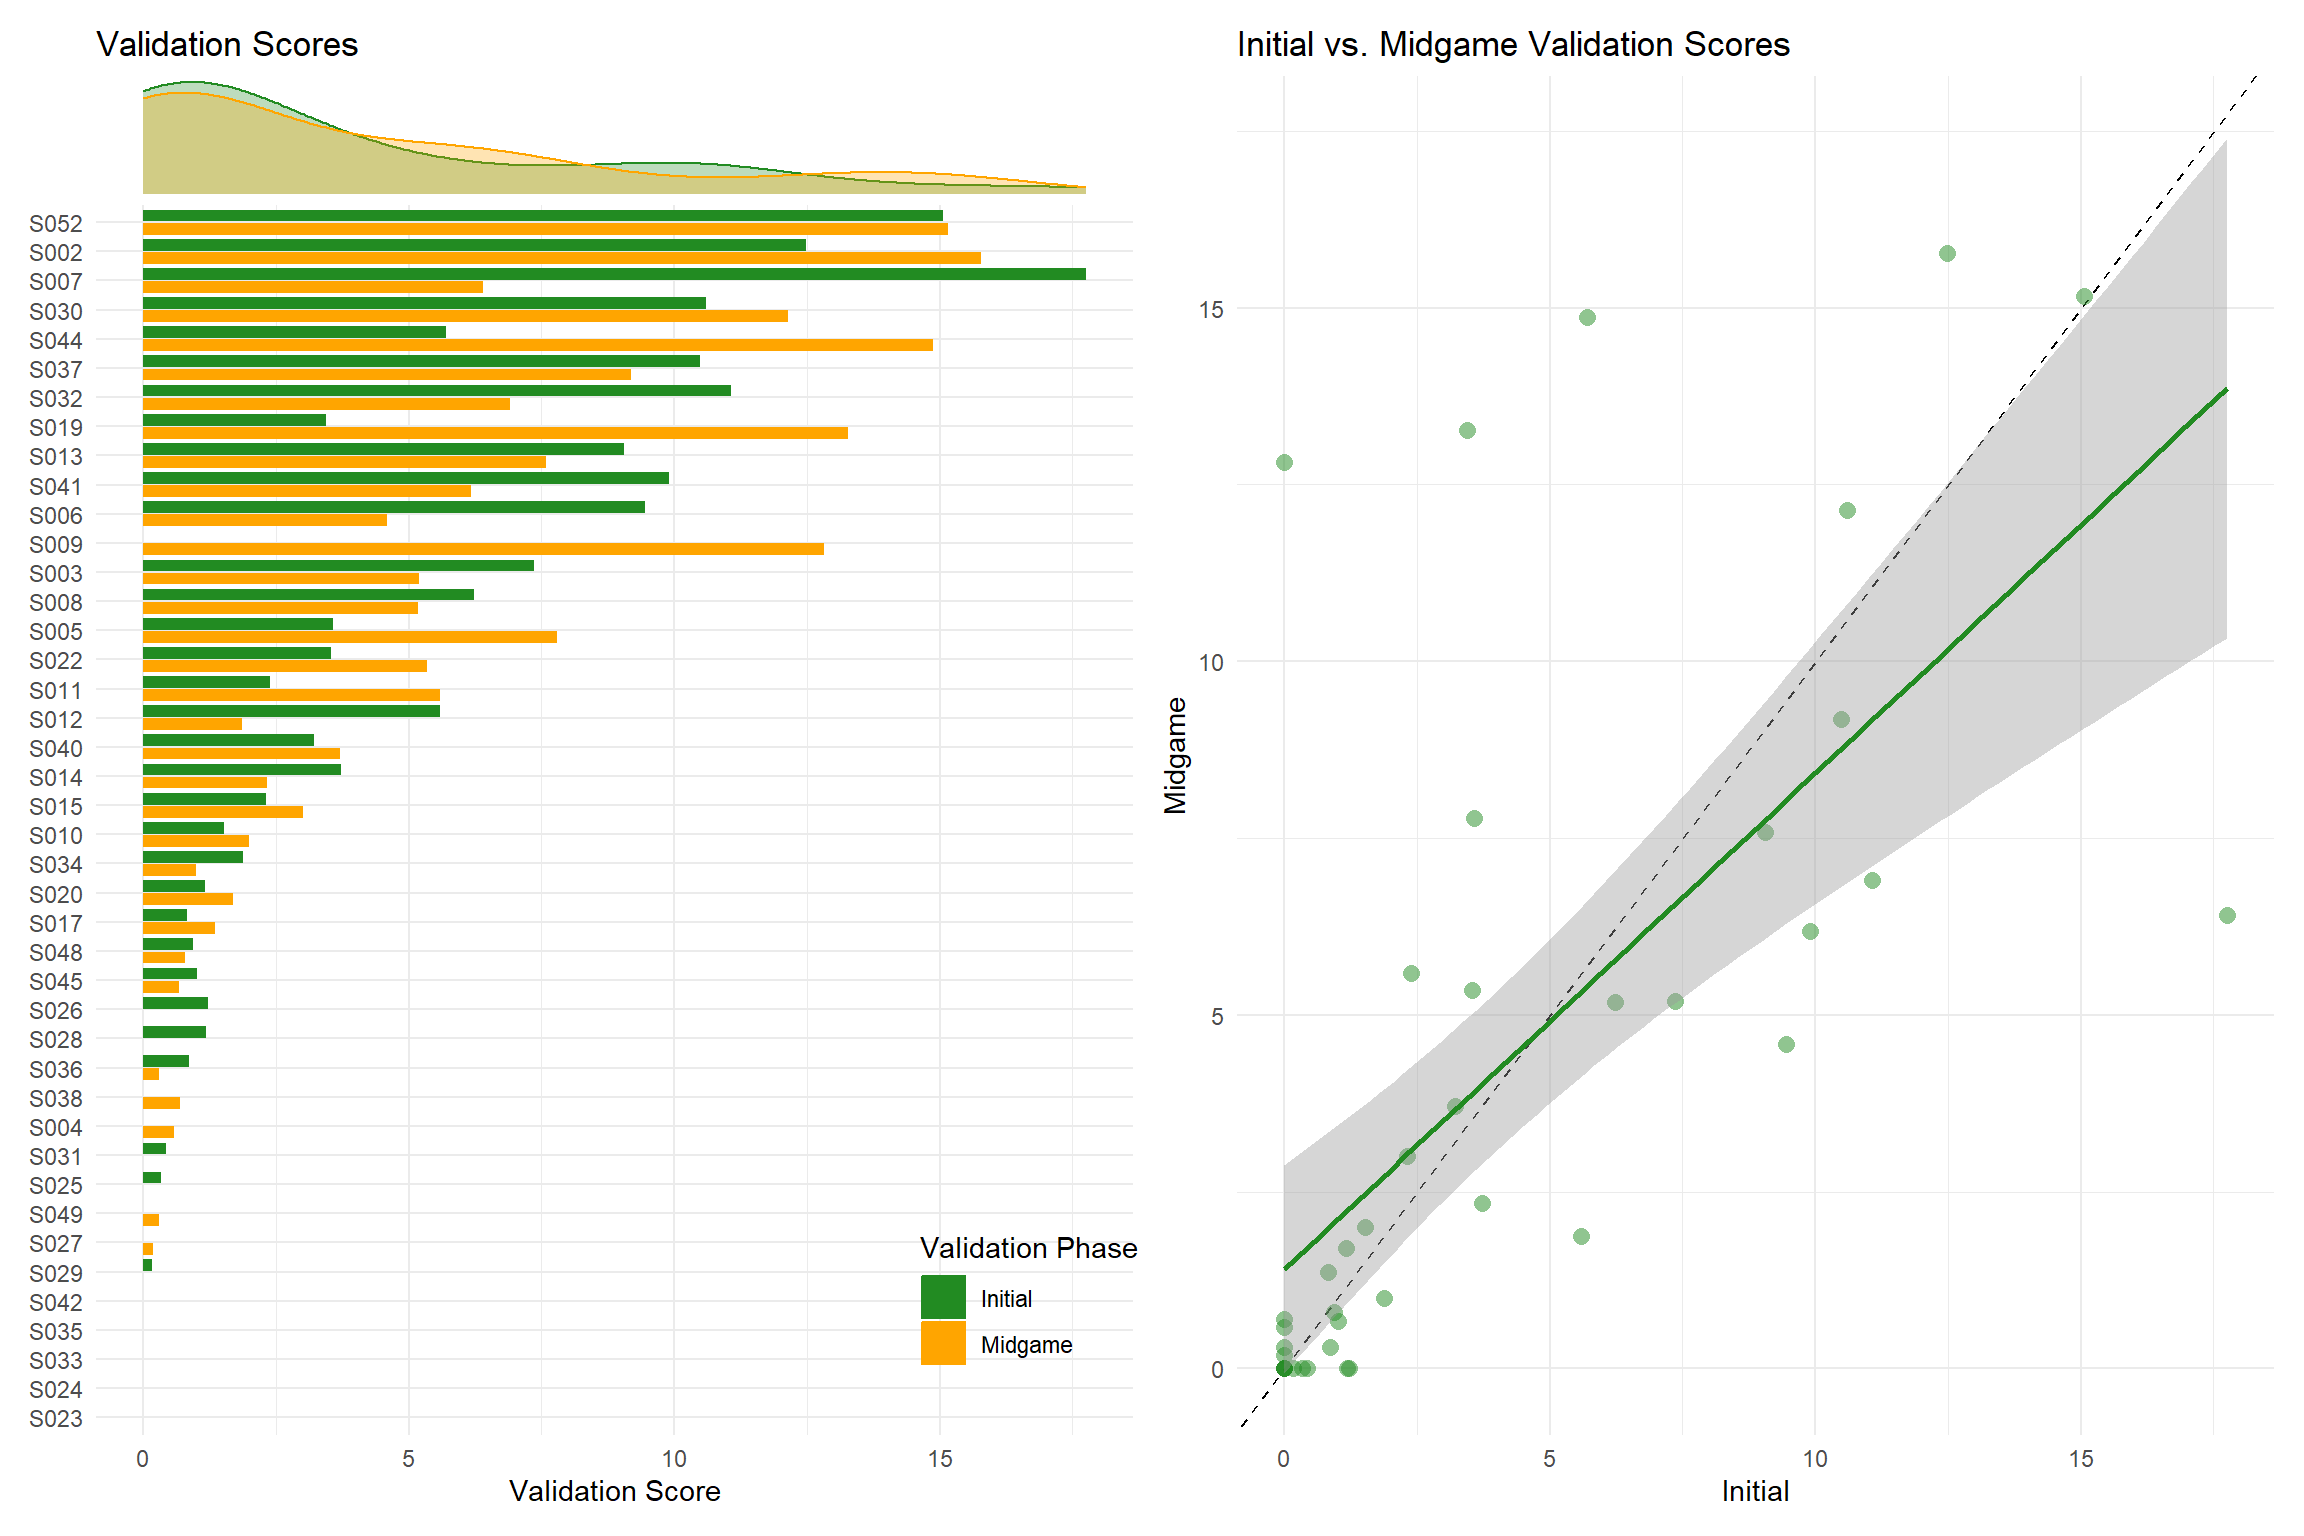 Validation Scores
S052
S002
S007
S030
S044
S037
S032
S019
S013
S041
S006
S009
S003
S008
S005
S022
S011
S012
S040
S014
S015
S010
S034
S020
S017
S048
S045
S026
S028
S036
S038
S004
S031
S025
S049
S027
S029
S042
S035
S033
S024
S023
0 5 10 15
Validation Score
Validation Phase
Initial
Midgame
Initial vs. Midgame Validation Scores
Midgame
15
10
5
0
0 5 10 15
Initial